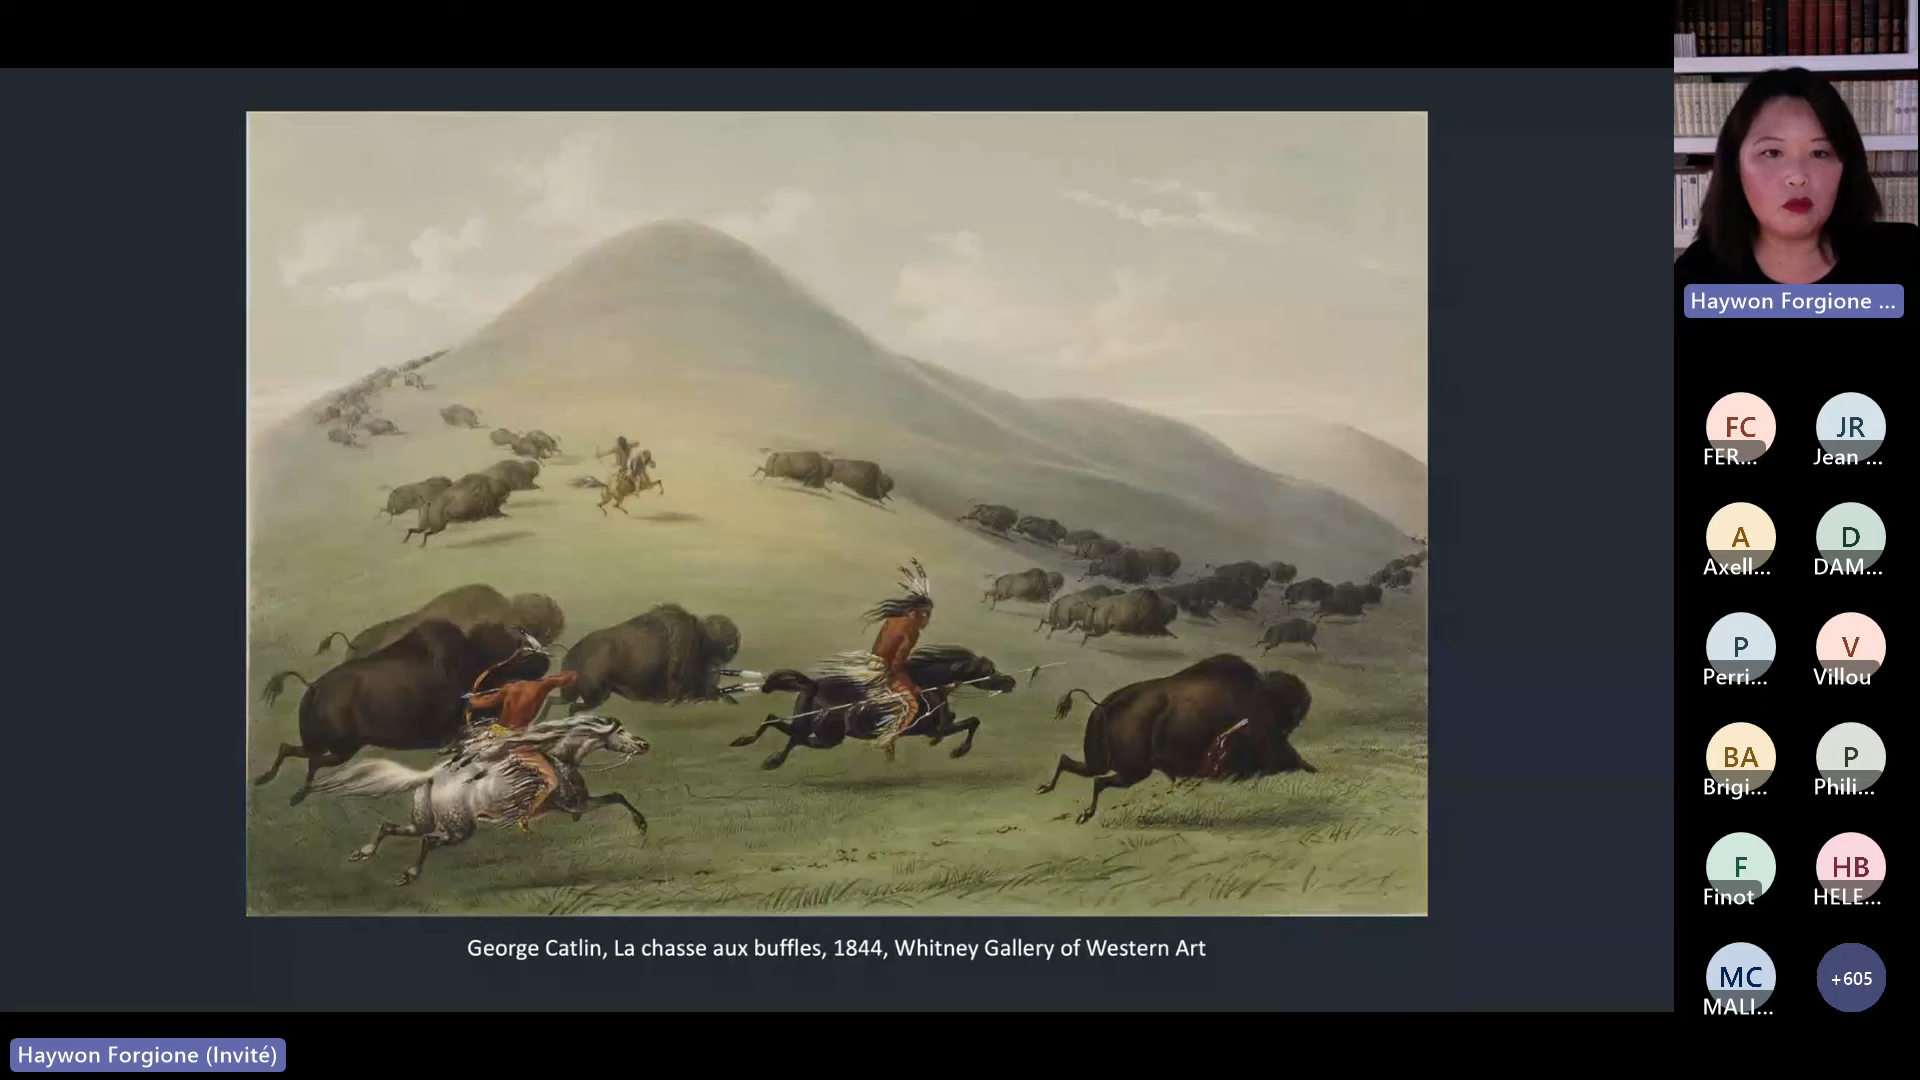 George Catlin, La chasse aux buffles, 1844, Whitney Gallery of Western Art
Haywon Forgione ...
FC
FER...
JR
Jean ...
A
Axell...
D
DAM...
P
Perri...
V
Villou
BA
Brigi...
P
Phili...
F
Finot
HB
HELE...
MC
MALI...
+605
Haywon Forgione (Invité)